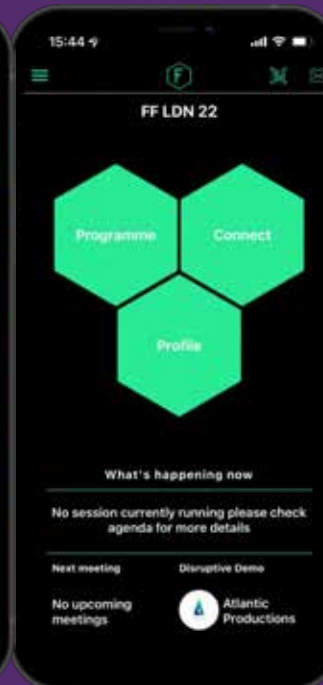 15:44
F
FF LDN 22
Programme
Connect
Profile
What's happening now
No session currently running please check
agenda for more details
Next meeting
Disruptive Demo
No upcoming
meetings
Atlantic
Productions